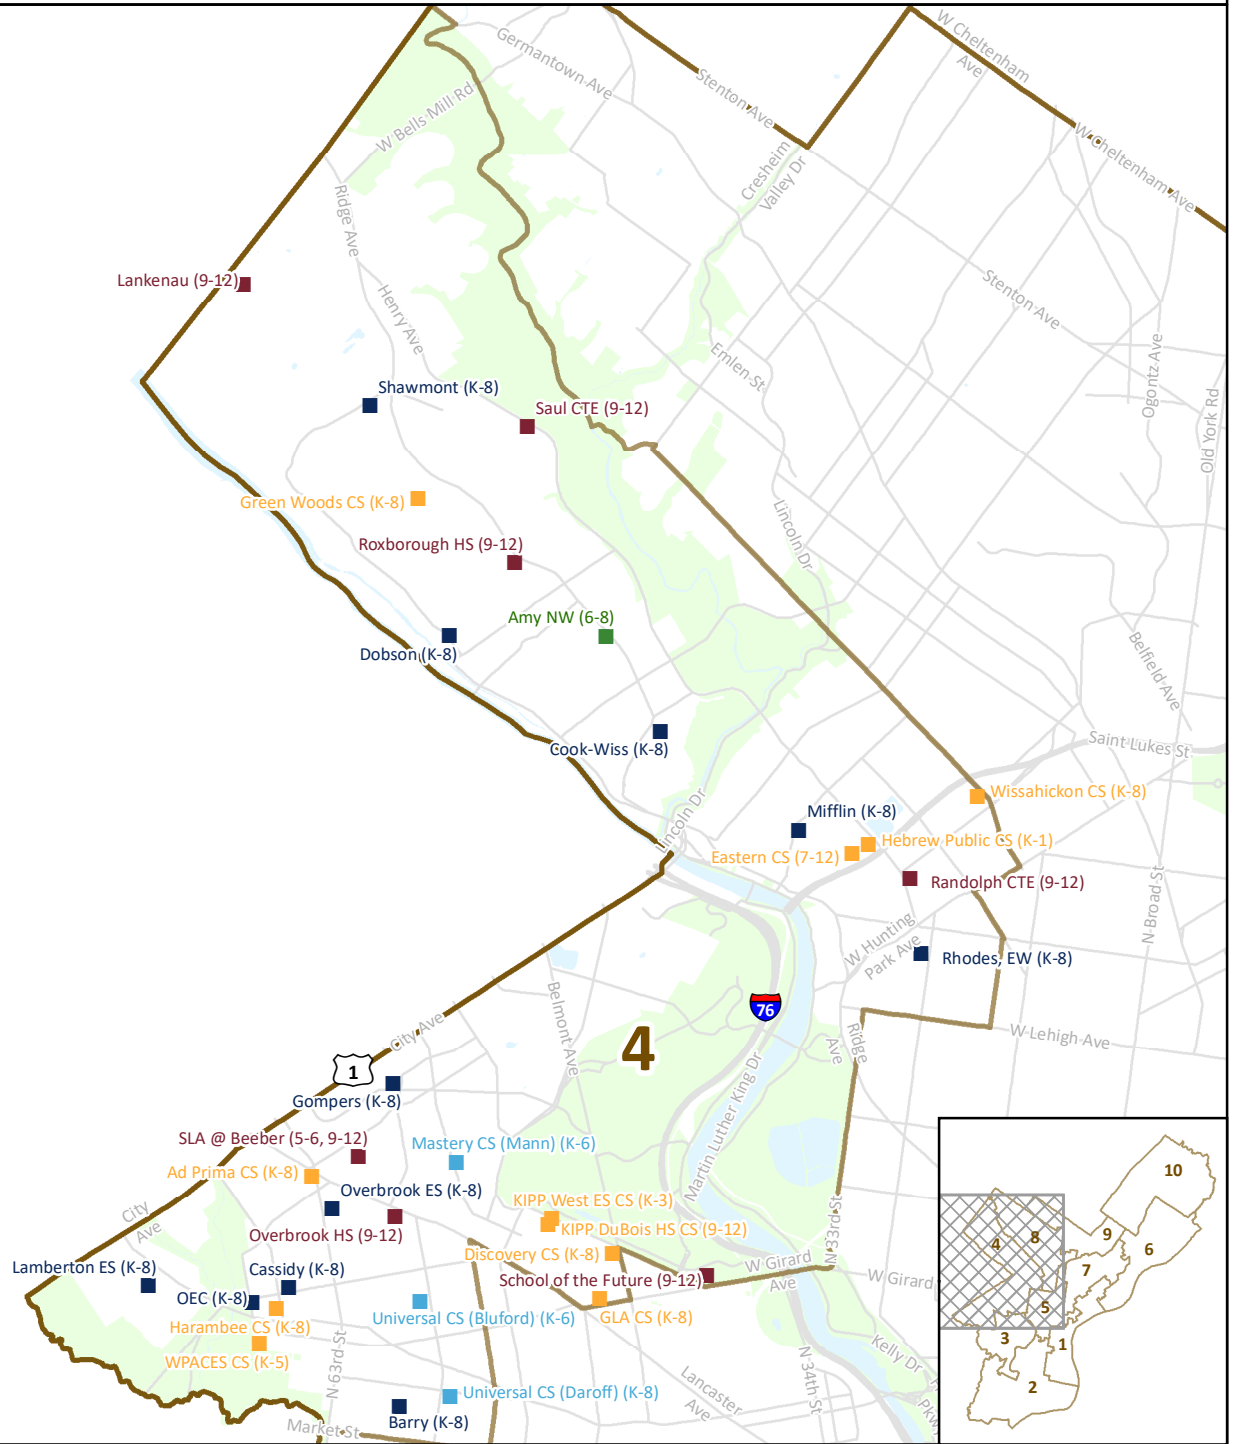 W Cheltenham
Ave
Germantown Ave
Stenton Ave
W Bells Mill Rd
W Cheltenham Ave
Cresheim
Valley Dr
Ridge Ave
Lankenau (9-12)
Henry Ave
Stenton Ave
Emlen St
Ogontz Ave
Old York Rd
Shawmont (K-8)
Saul CTE (9-12)
Green Woods CS (K-8)
Lincoln Dr
Roxborough HS (9-12)
Amy NW (6-8)
Dobson (K-8)
Belfield Ave
Cook-Wiss (K-8)
Saint Lukes St
Wissahickon CS (K-8)
Lincoln Dr
Mifflin (K-8)
Hebrew Public CS (K-1)
Eastern CS (7-12)
Randolph CTE (9-12)
N Broad St
W Hunting
Park Ave
Rhodes, EW (K-8)
76
Belmont Ave
City Ave
4
Ridge
Ave
W Lehigh Ave
1
Gompers (K-8)
Martin Luther King Dr
SLA @ Beeber (5-6, 9-12)
Mastery CS (Mann) (K-6)
Ad Prima CS (K-8)
Overbrook ES (K-8)
KIPP West ES CS (K-3)
KIPP DuBois HS CS (9-12)
City
Ave
Overbrook HS (9-12)
Discovery CS (K-8)
N 33rd St
W Girard
Ave
W Girard
Lamberton ES (K-8)
Cassidy (K-8)
School of the Future (9-12)
OEC (K-8)
Universal CS (Bluford) (K-6)
GLA CS (K-8)
Harambee CS (K-8)
WPACES CS (K-5)
N 63rd St
Kelly Dr
N 34th St
Lancaster
Ave
Universal CS (Daroff) (K-8)
Barry (K-8)
Market St
Pkwy
10
4
8
9
6
7
5
3
1
2